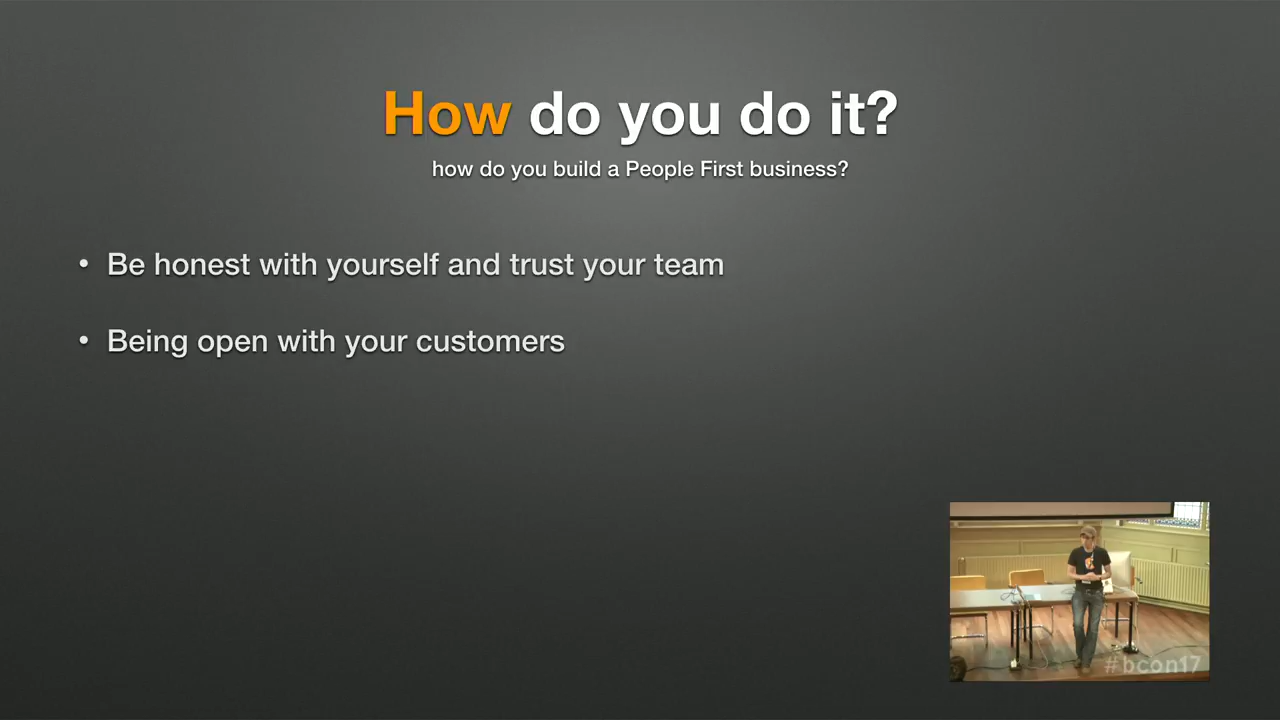 How do you do it?
how do you build a People First business?
• Be honest with yourself and trust your team
• Being open with your customers
#bcon17